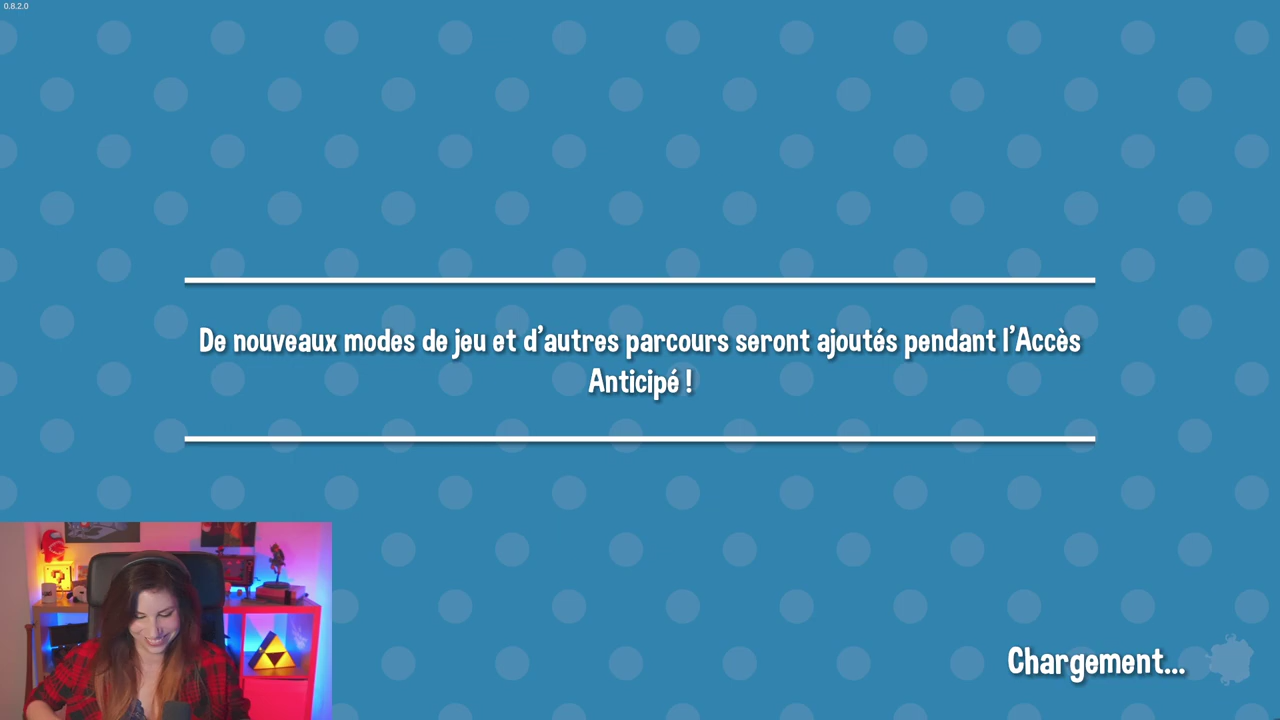 0.8.2.0
De nouveaux modes de jeu et d'autres parcours seront ajoutés pendant l'Accès
Anticipé !
?
Chargement...